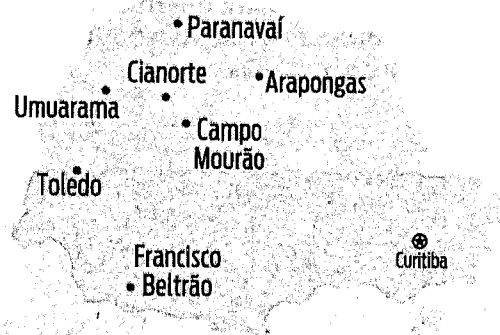 Paranavaí
Cianorte
Arapongas
Umuarama
Campo
Mourão
Toledo
Curitiba
Francisco
Beltrão